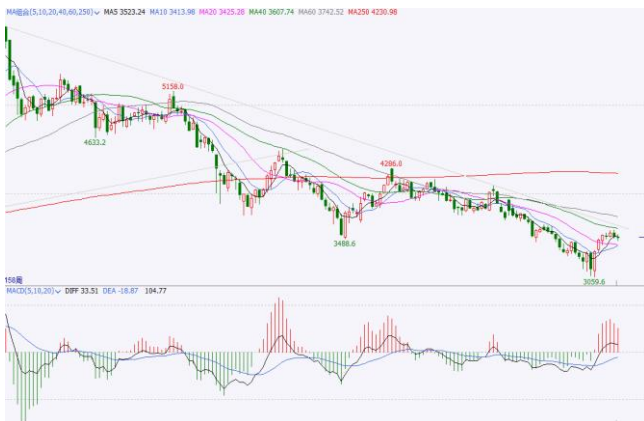 MA组合(5,10,20,40,60,250) MA5 3523.24 MA10 3413.98 MA20 3425.28 MA40 3607.74 MA60 3742.52 MA250 4230.98
5158.0
4633.2
4286.8
3488.6
3059.6
458周
MACD(5,10,20) DIFF 33.51 DEA -18.87 104.77